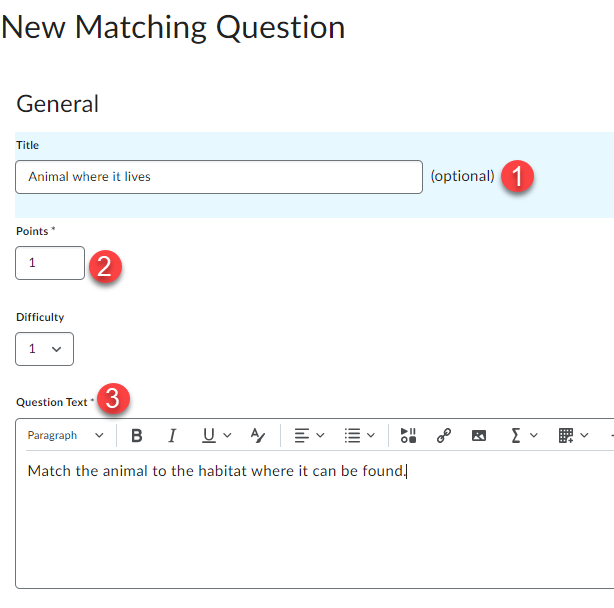 New Matching Question
General
Title
Animal where it lives (optional) 1
Points *
1 2
Difficulty
1
Question Text * 3
Paragraph B I U A Σ
Match the animal to the habitat where it can be found.